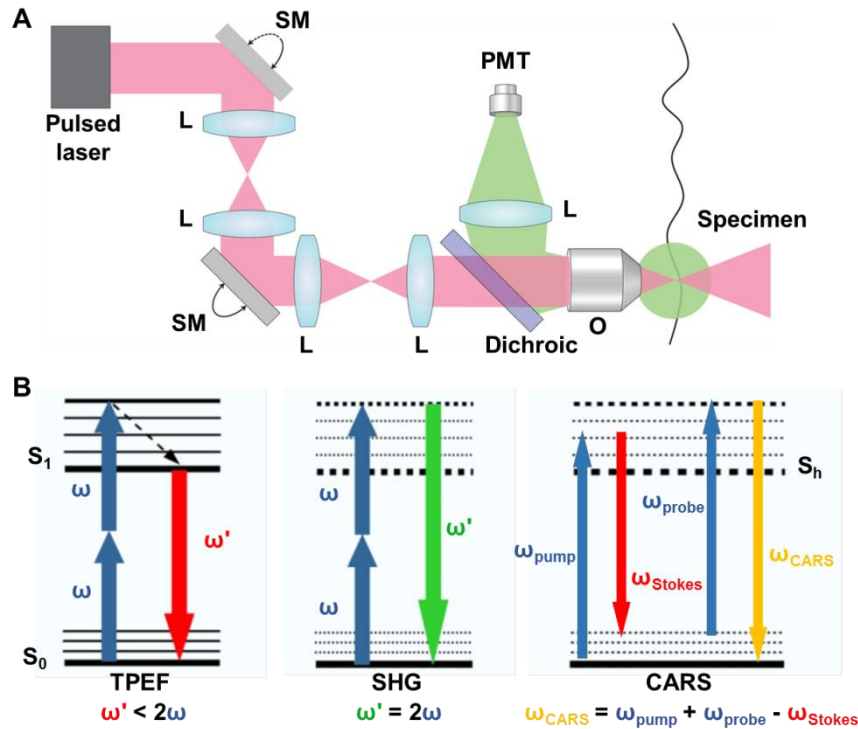 A
SM
PMT
Pulsed
laser
L
L
L
Specimen
SM
L
L
Dichroic
O
B
S1
ω
ω
ω'
S0
TPEF
ω' < 2ω
ω
ω
ω'
SHG
ω' = 2ω
Sh
ωprobe
ωpump
ωStokes
ωCARS
CARS
ωCARS = ωpump + ωprobe - ωStokes